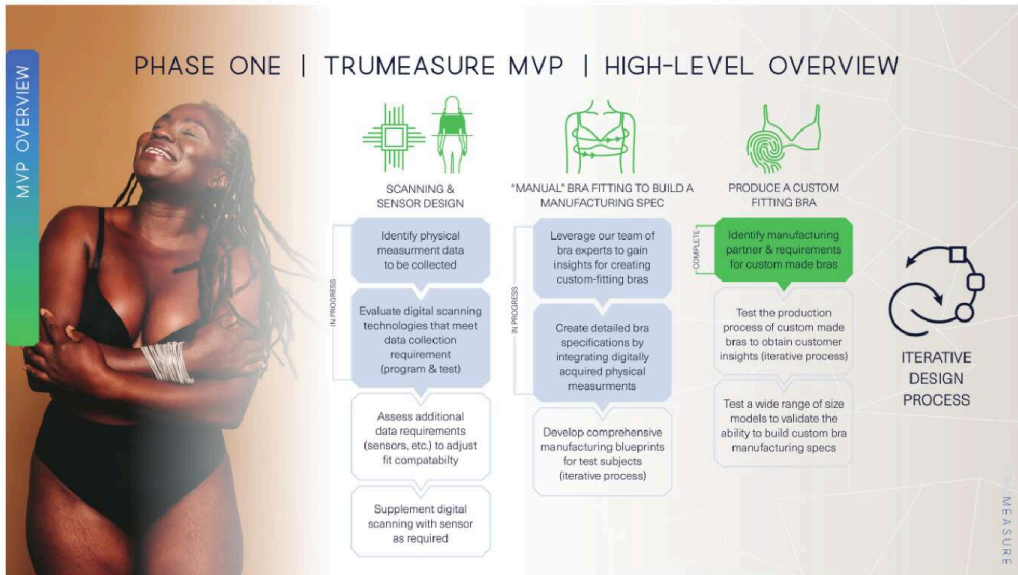 MVP OVERVIEW
PHASE ONE | TRUMEASURE MVP | HIGH-LEVEL OVERVIEW
SCANNING &
SENSOR DESIGN
IN PROGRESS
Identify physical
measurment data
to be collected
Evaluate digital scanning
technologies that meet
data collection
requirement
(program & test)
Assess additional
data requirements
(sensors, etc.) to adjust
fit compatabilty
Supplement digital
scanning with sensor
as required
"MANUAL" BRA FITTING TO BUILD A
MANUFACTURING SPEC
IN PROGRESS
Leverage our team of
bra experts to gain
insights for creating
custom-fitting bras
Create detailed bra
specifications by
integrating digitally
acquired physical
measurments
Develop comprehensive
manufacturing blueprints
for test subjects
(iterative process)
PRODUCE A CUSTOM
FITTING BRA
COMPLETE
Identify manufacturing
partner & requirements
for custom made bras
Test the production
process of custom made
bras to obtain customer
insights (iterative process)
Test a wide range of size
models to validate the
ability to build custom bra
manufacturing specs
ITERATIVE
DESIGN
PROCESS
MEASURE